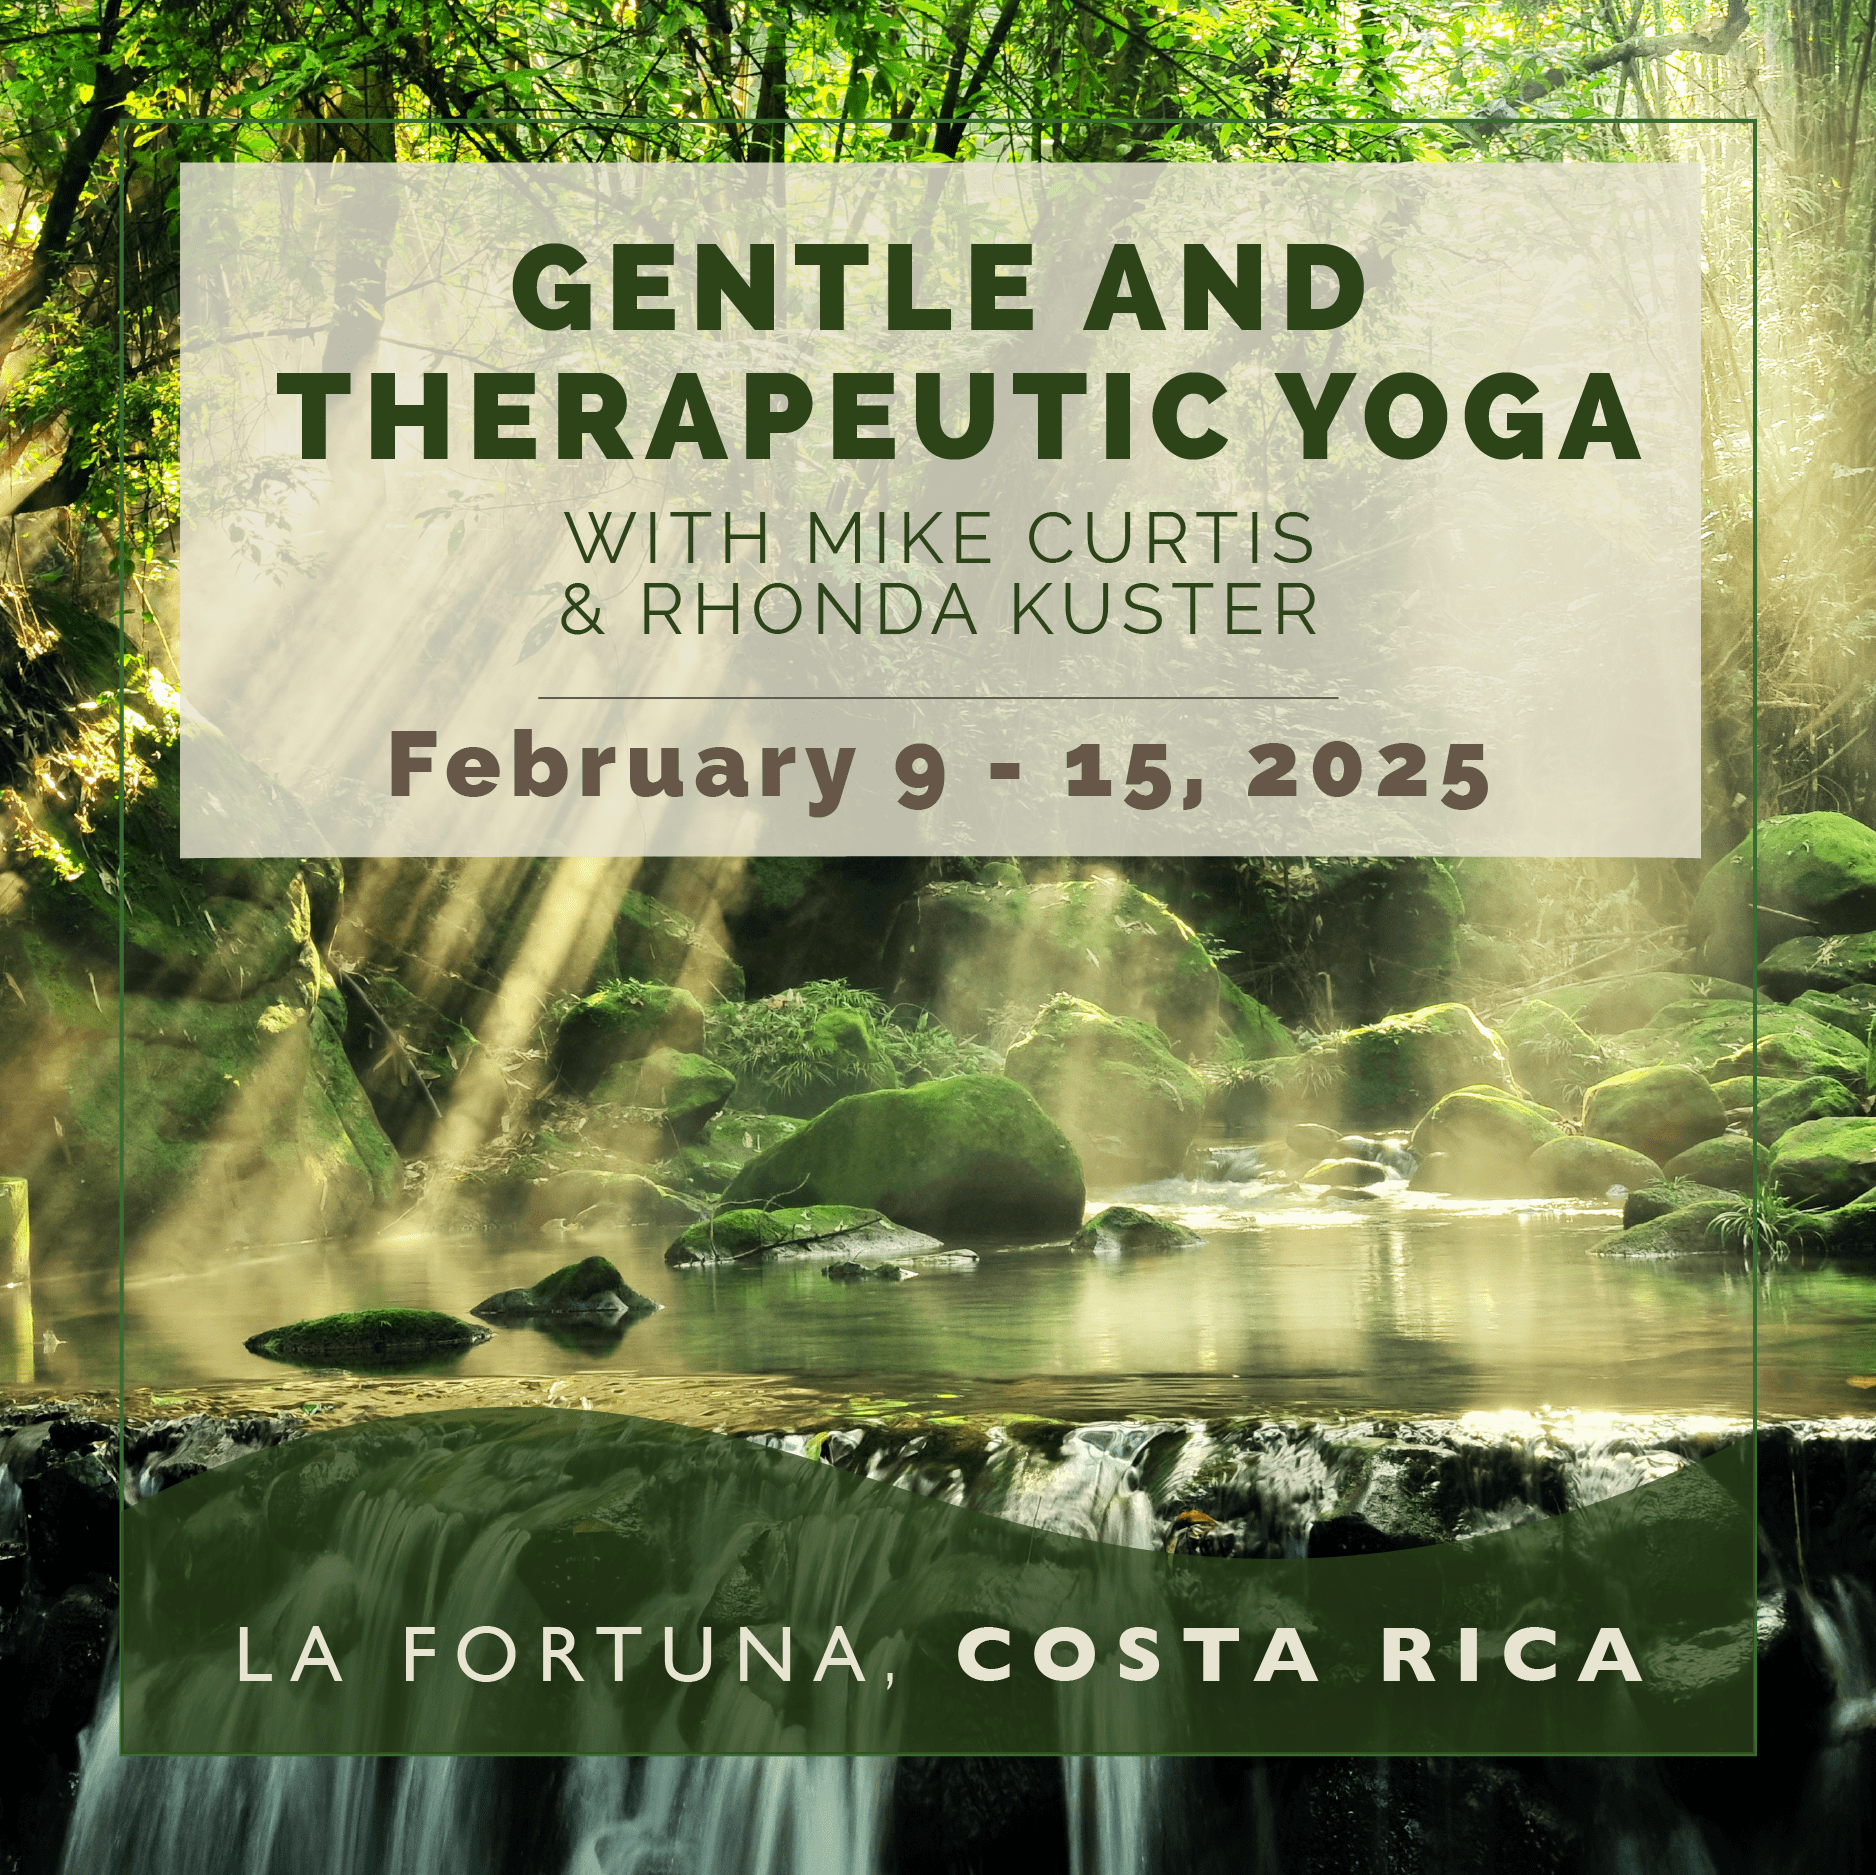 GENTLE AND
THERAPEUTIC YOGA
WITH MIKE CURTIS
& RHONDA KUSTER
February 9 - 15, 2025
LA FORTUNA, COSTA RICA